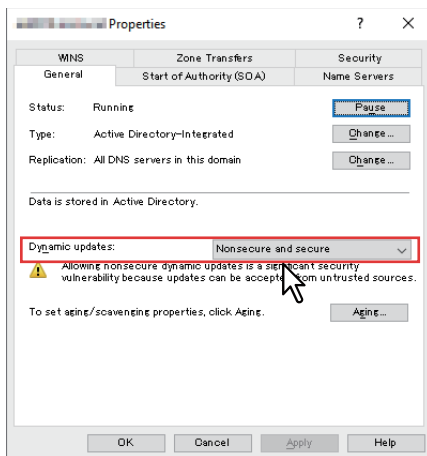 Properties
WINS Zone Transfers Security
General Start of Authority (SOA) Name Servers
Status: Running Pause
Type: Active Directory-Integrated Change...
Replication: All DNS servers in this domain Change...
Data is stored in Active Directory.
Dynamic updates: Nonsecure and secure
Allowing nonsecure dynamic updates is a significant security
vulnerability because updates can be accepted from untrusted sources.
To set aging/scavenging properties, click Aging. Aging...
OK Cancel Apply Help